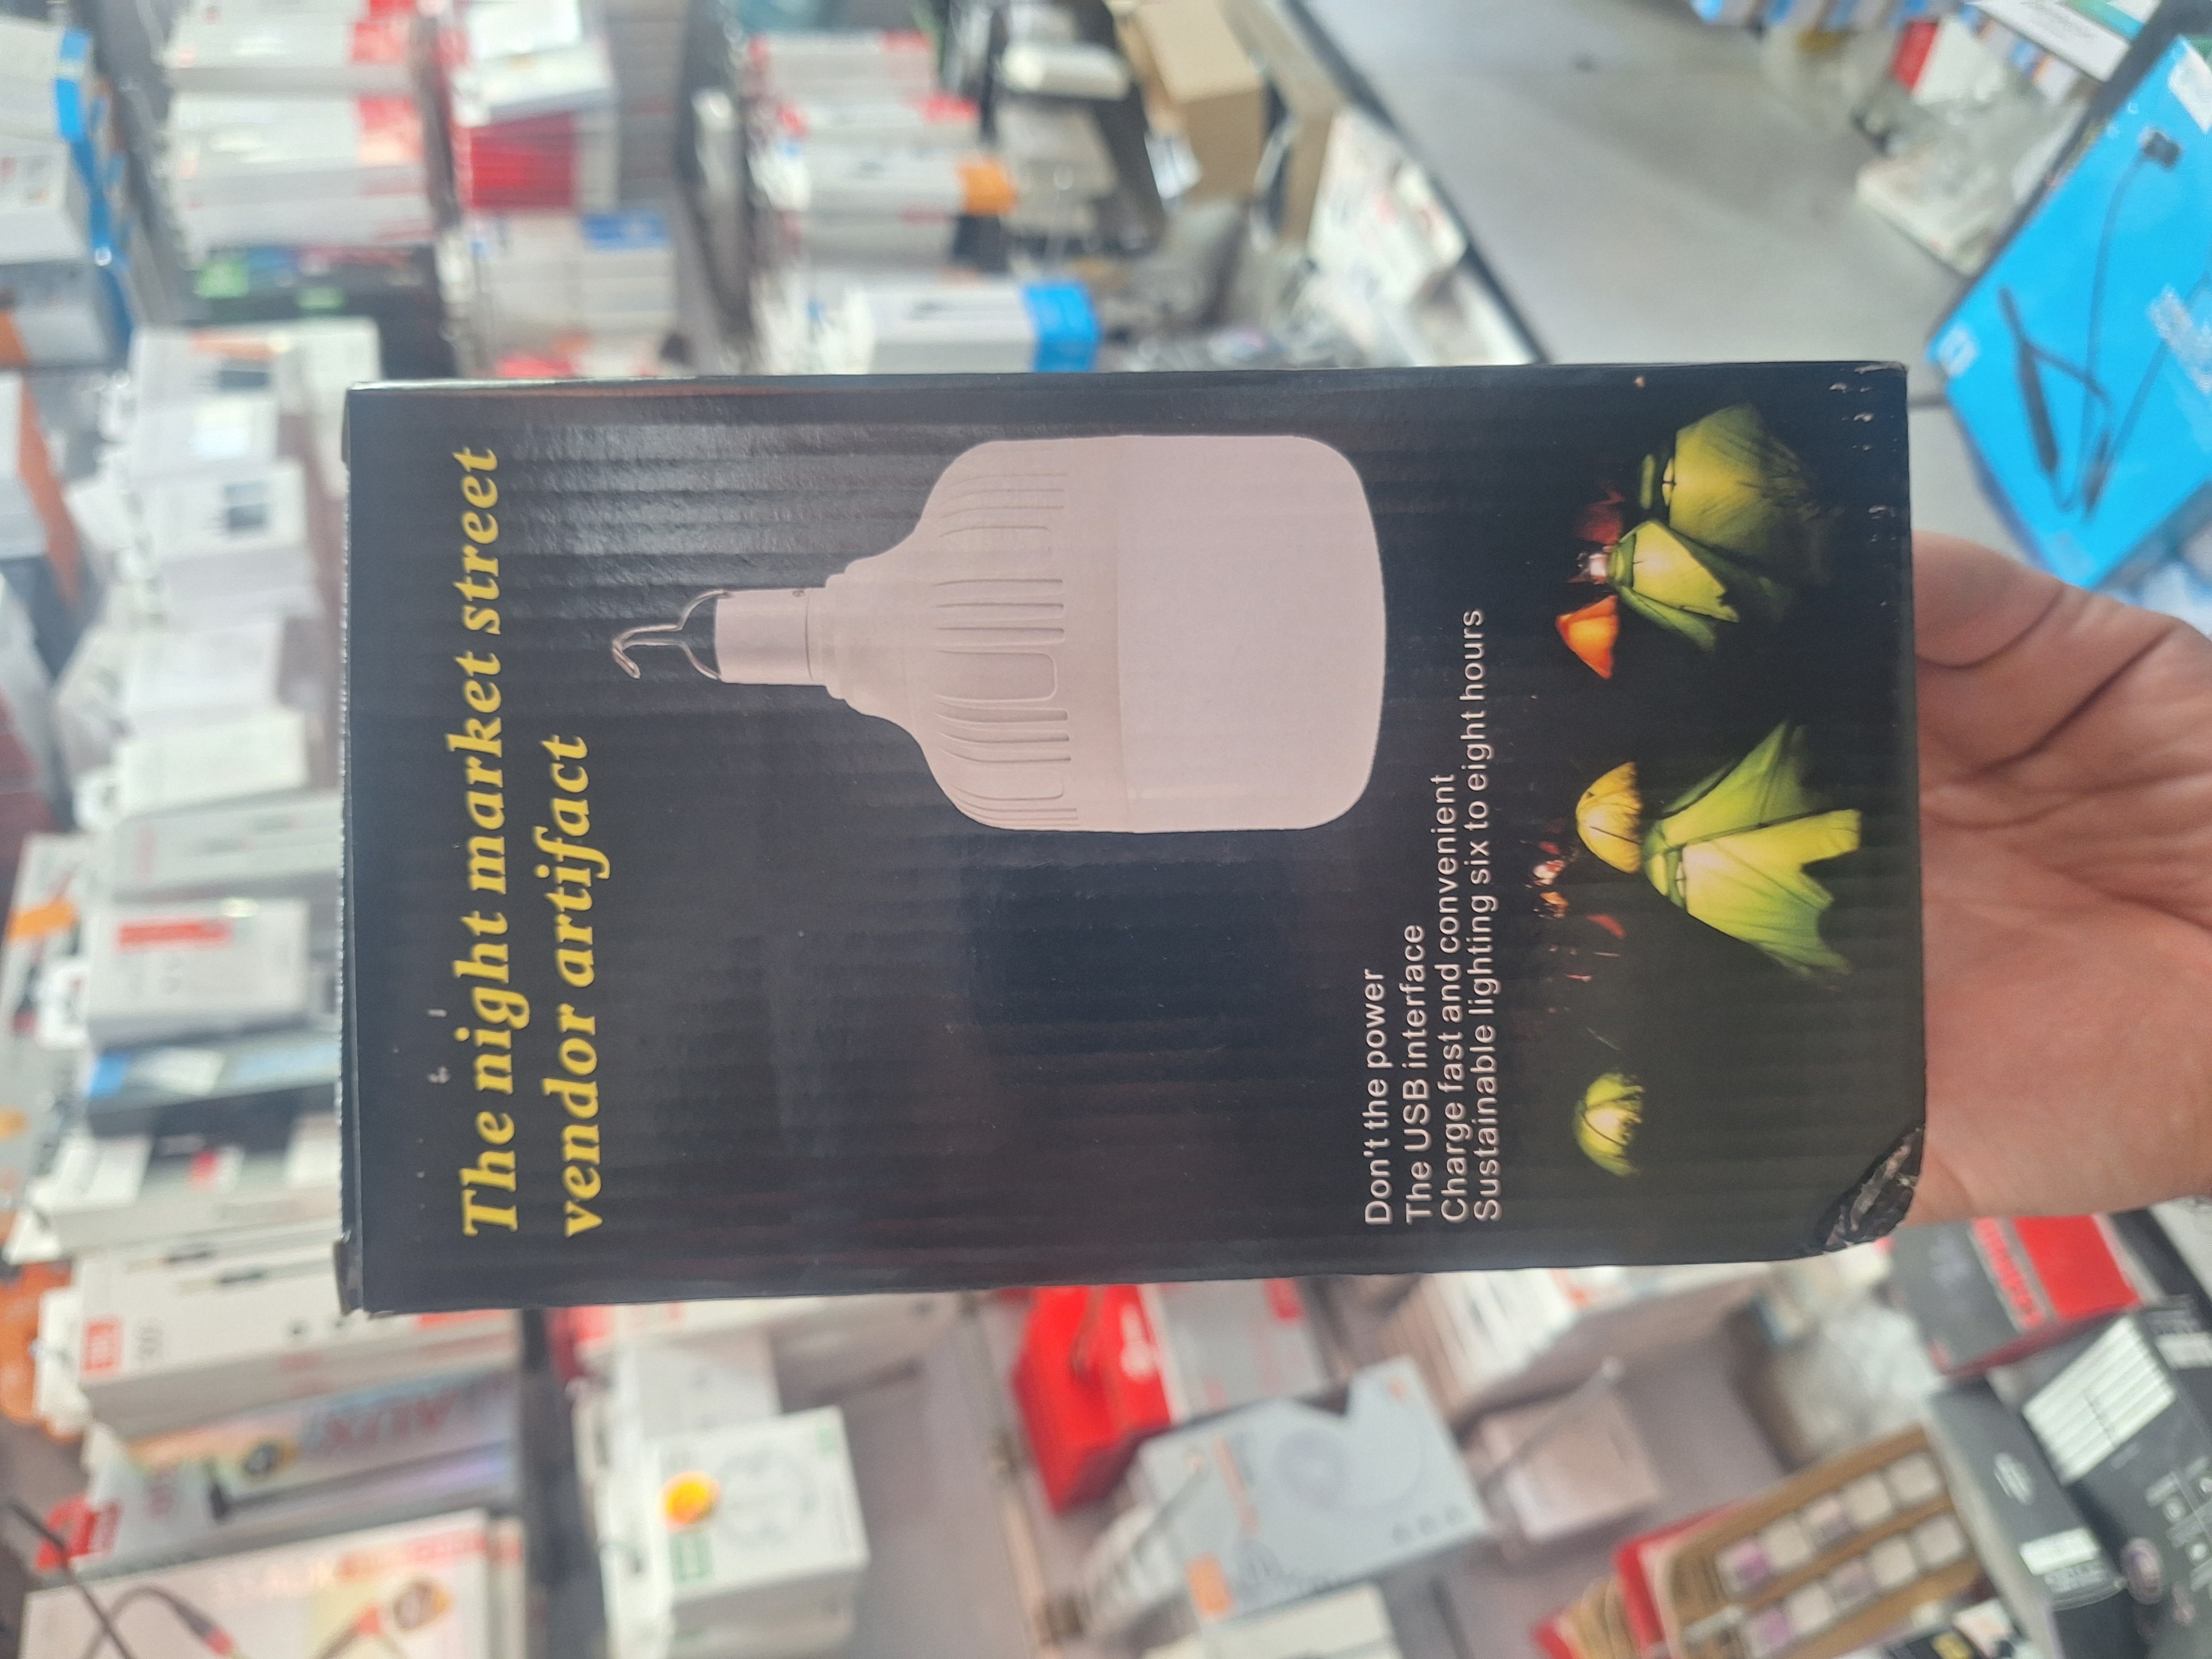 The night market street
vendor artifact
Don't the power
The USB interface
Charge fast and convenient
Sustainable lighting six to eight hours